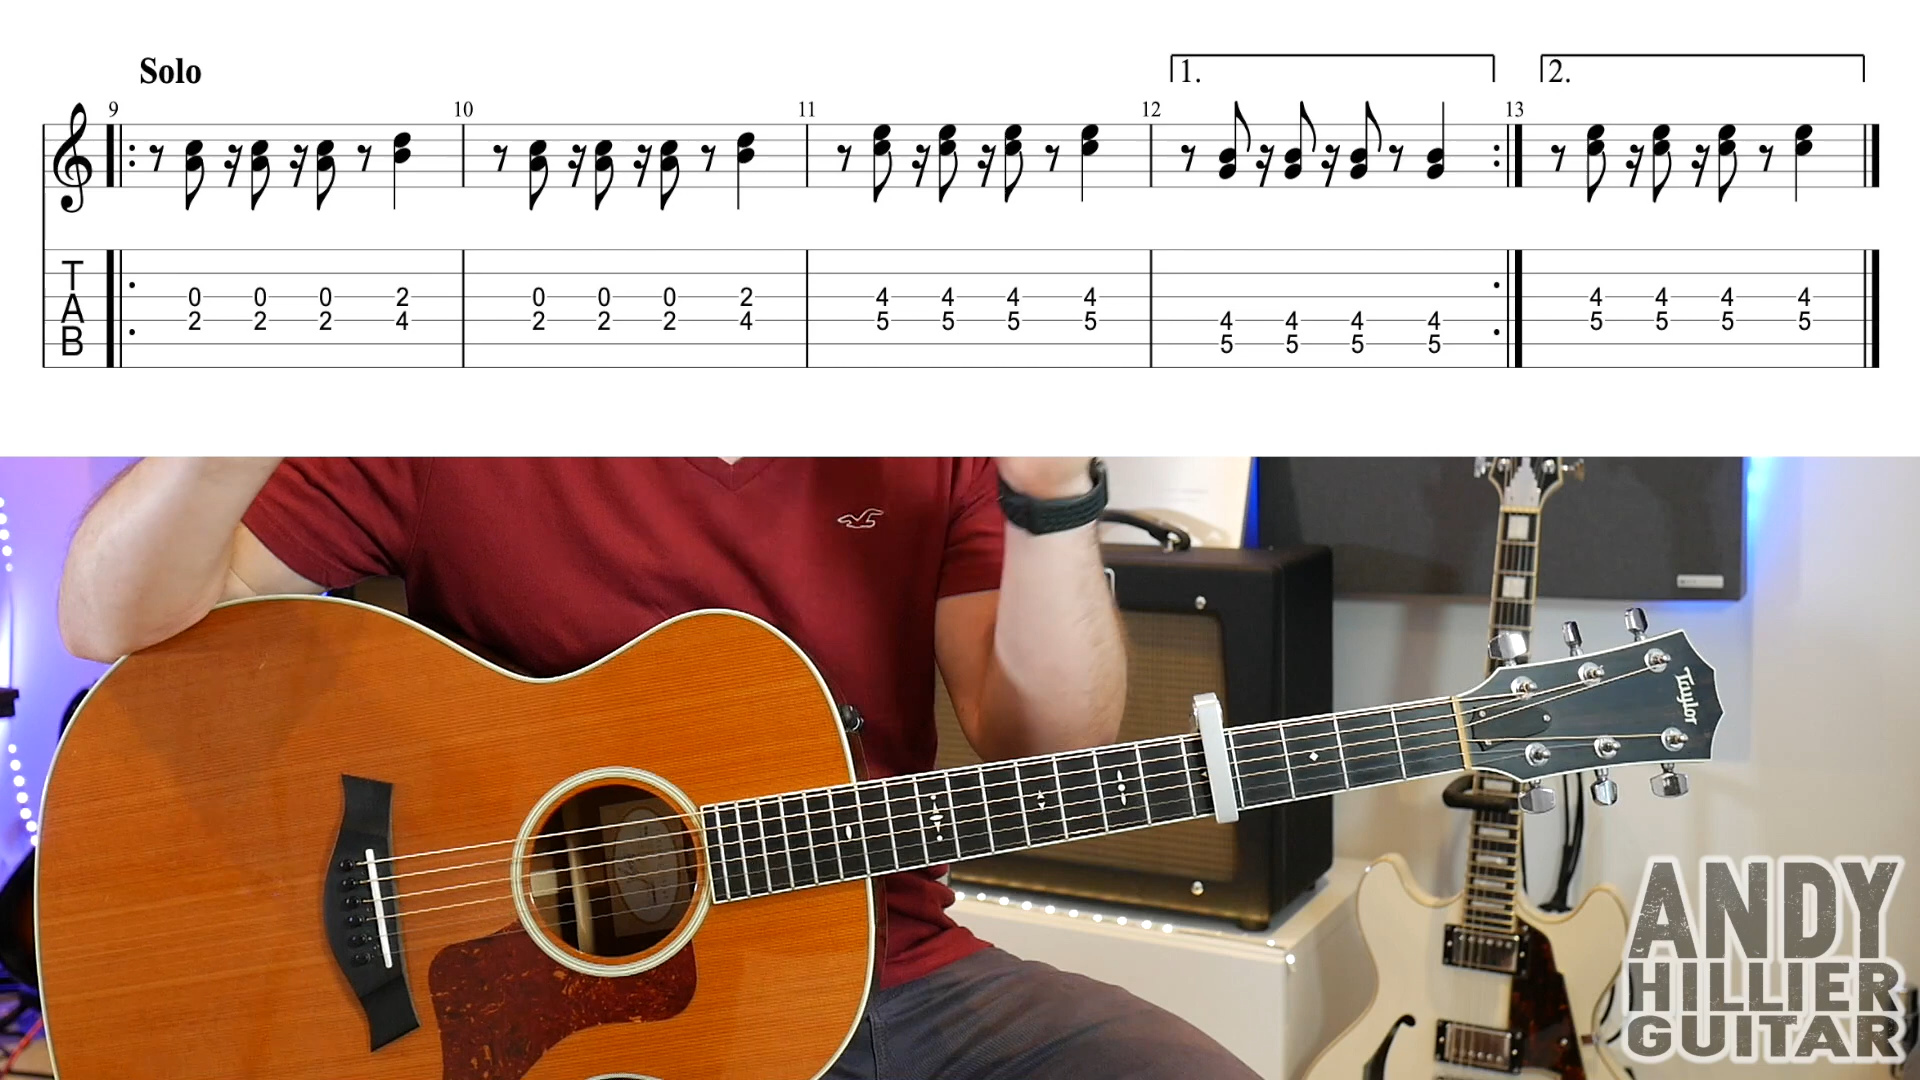 Solo
1.
2.
9 10 11 12 13
T
A
B
0 0 0 2 0 0 0 2 4 4 4 4 4 4 4 4
2 2 2 4 2 2 2 4 5 5 5 5 4 4 4 4 5 5 5 5
5 5 5 5
Taylor
ANDY
HILLIER
GUITAR